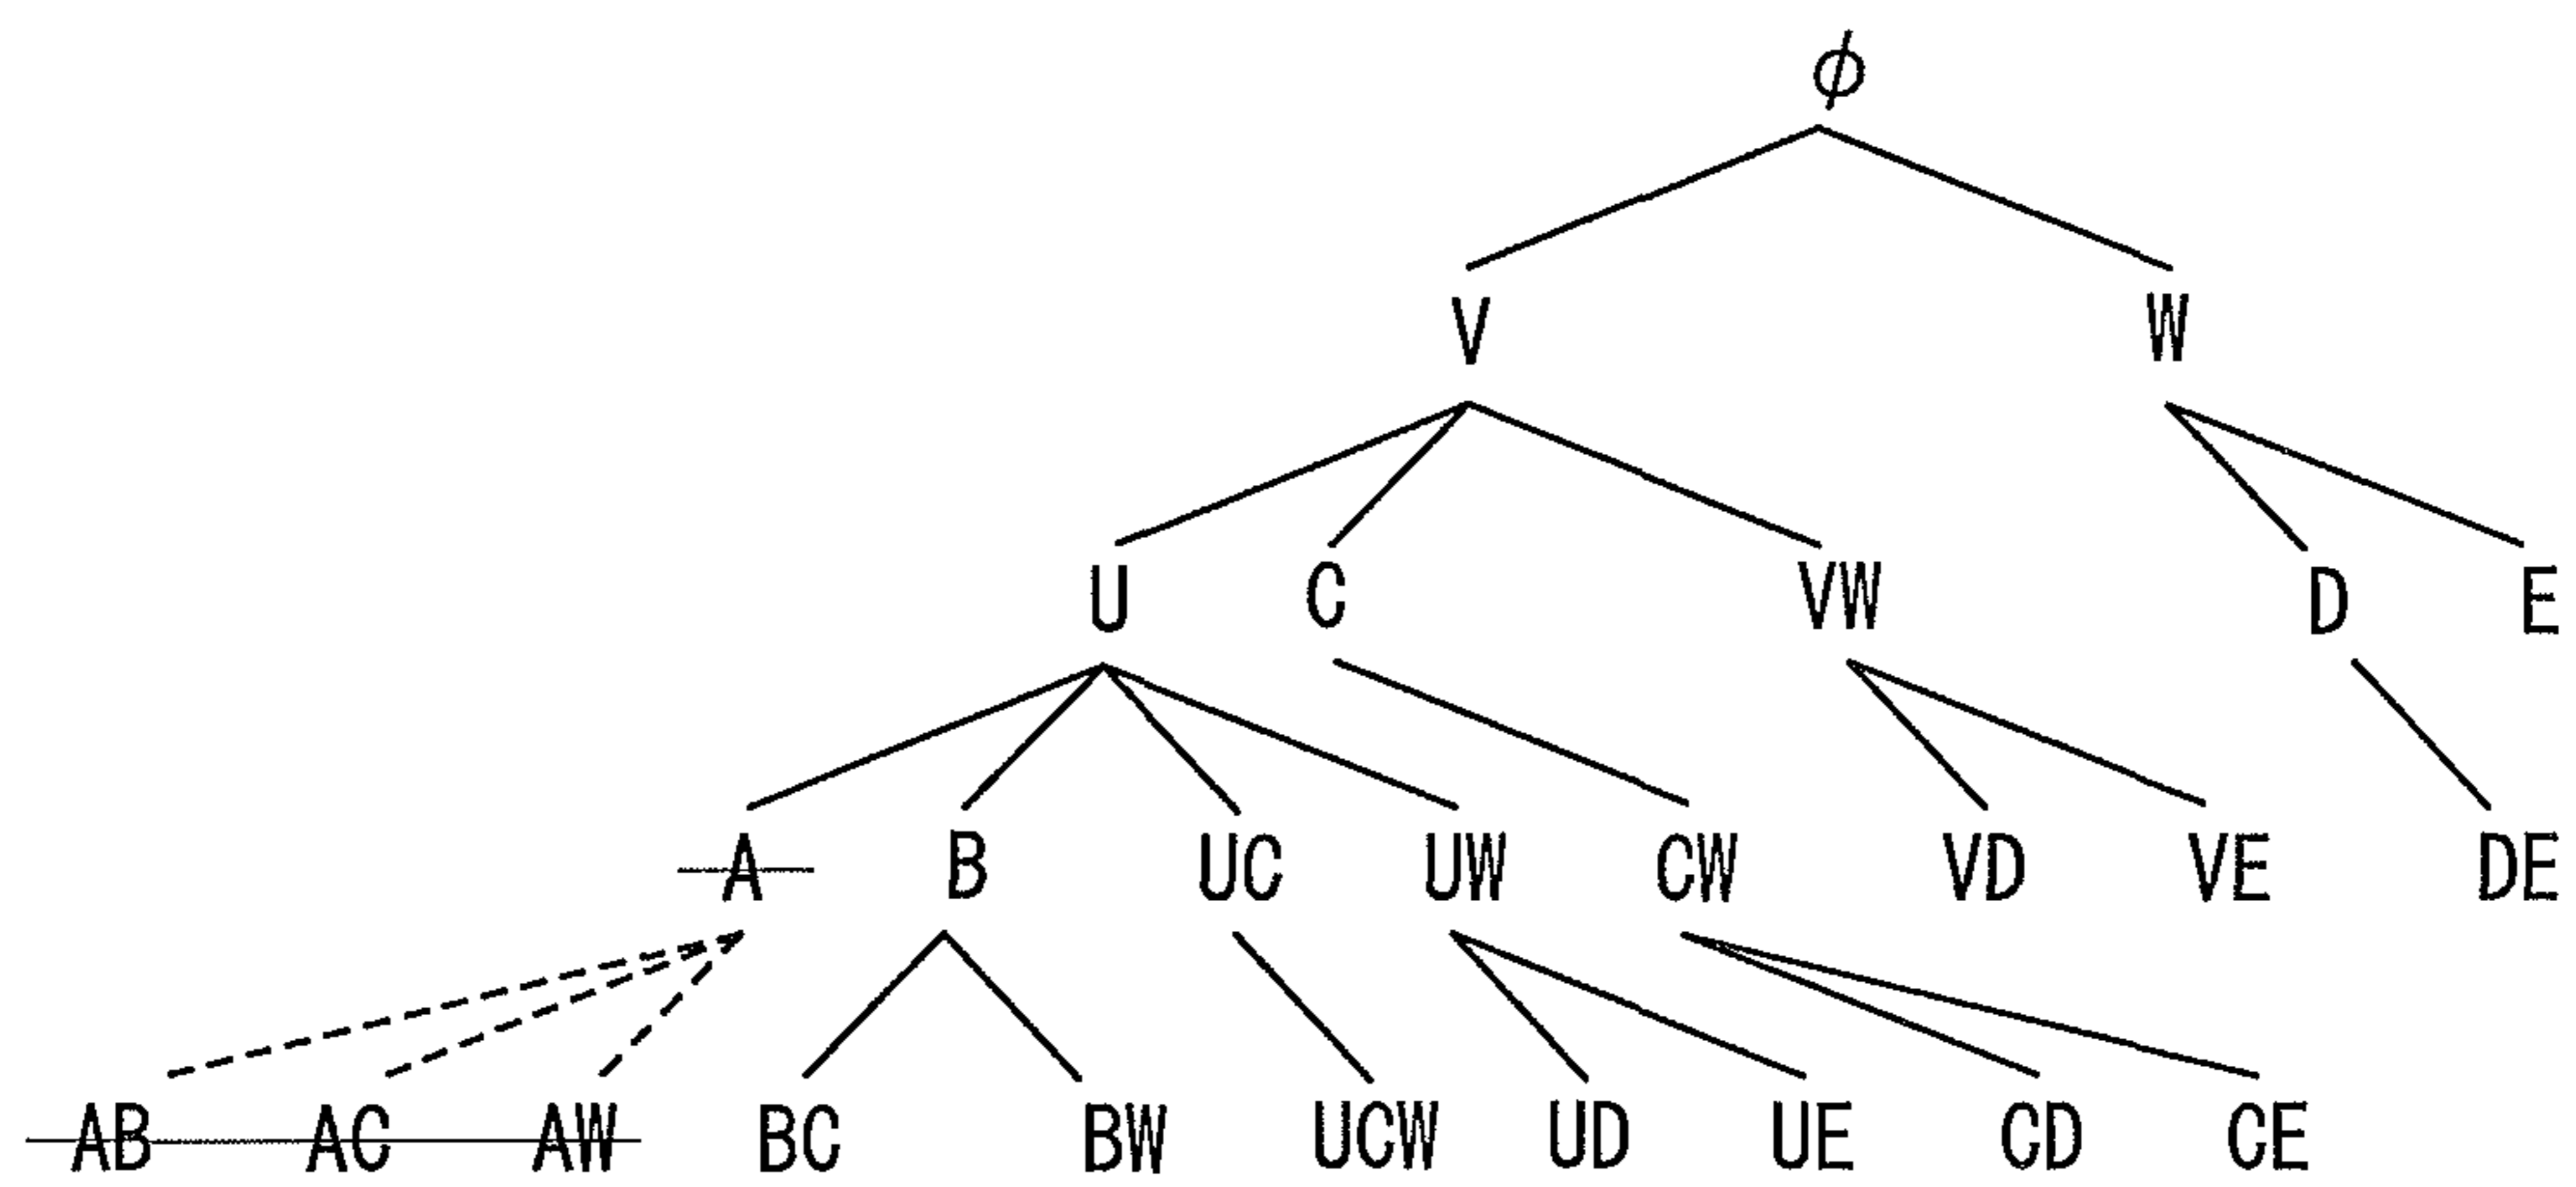 φ
V W
U C VW D E
A B UC UW CW VD VE DE
AB AC AW BC BW UCW UD UE CD CE